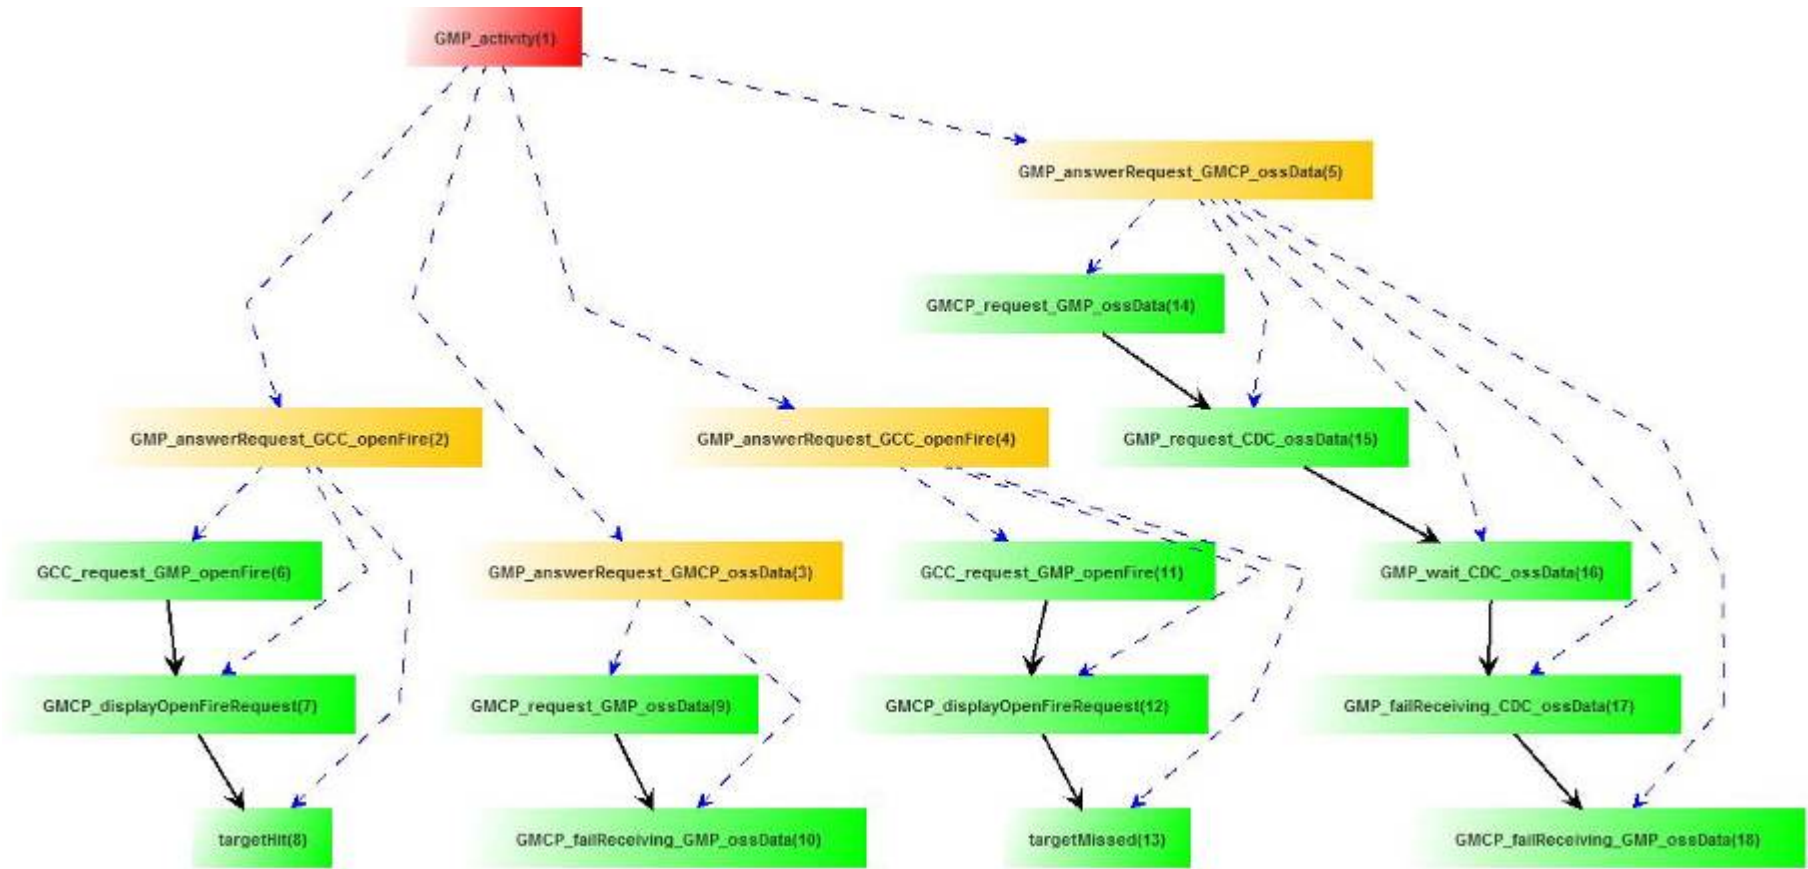 GMP_activity(1)
GMP_answerRequest_GMCP_ossData(5)
GMCP_request_GMP_ossData(14)
GMP_answerRequest_GCC_openFire(2)
GMP_answerRequest_GCC_openFire(4)
GMP_request_CDC_ossData(15)
GCC_request_GMP_openFire(6)
GMP_answerRequest_GMCP_ossData(3)
GCC_request_GMP_openFire(11)
GMP_wait_CDC_ossData(16)
GMCP_displayOpenFireRequest(7)
GMCP_request_GMP_ossData(9)
GMCP_displayOpenFireRequest(12)
GMP_failReceiving_CDC_ossData(17)
targetHit(8)
GMCP_failReceiving_GMP_ossData(10)
targetMissed(13)
GMCP_failReceiving_GMP_ossData(18)